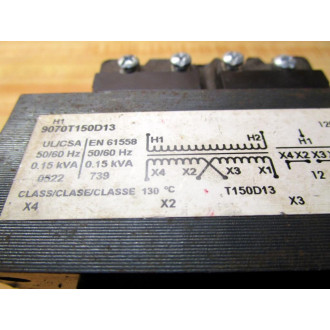 H1
9070T150D13
UL/CSA EN 61558
50/60 Hz 50/60 Hz
0.15 kVA 0.15 kVA
0522 739
CLASS/CLASE/CLASSE 130 °C
X4 X2 X3
H1 H2
X4 X2 X3 X1
T150D13
H1
X4 X2 X3
12